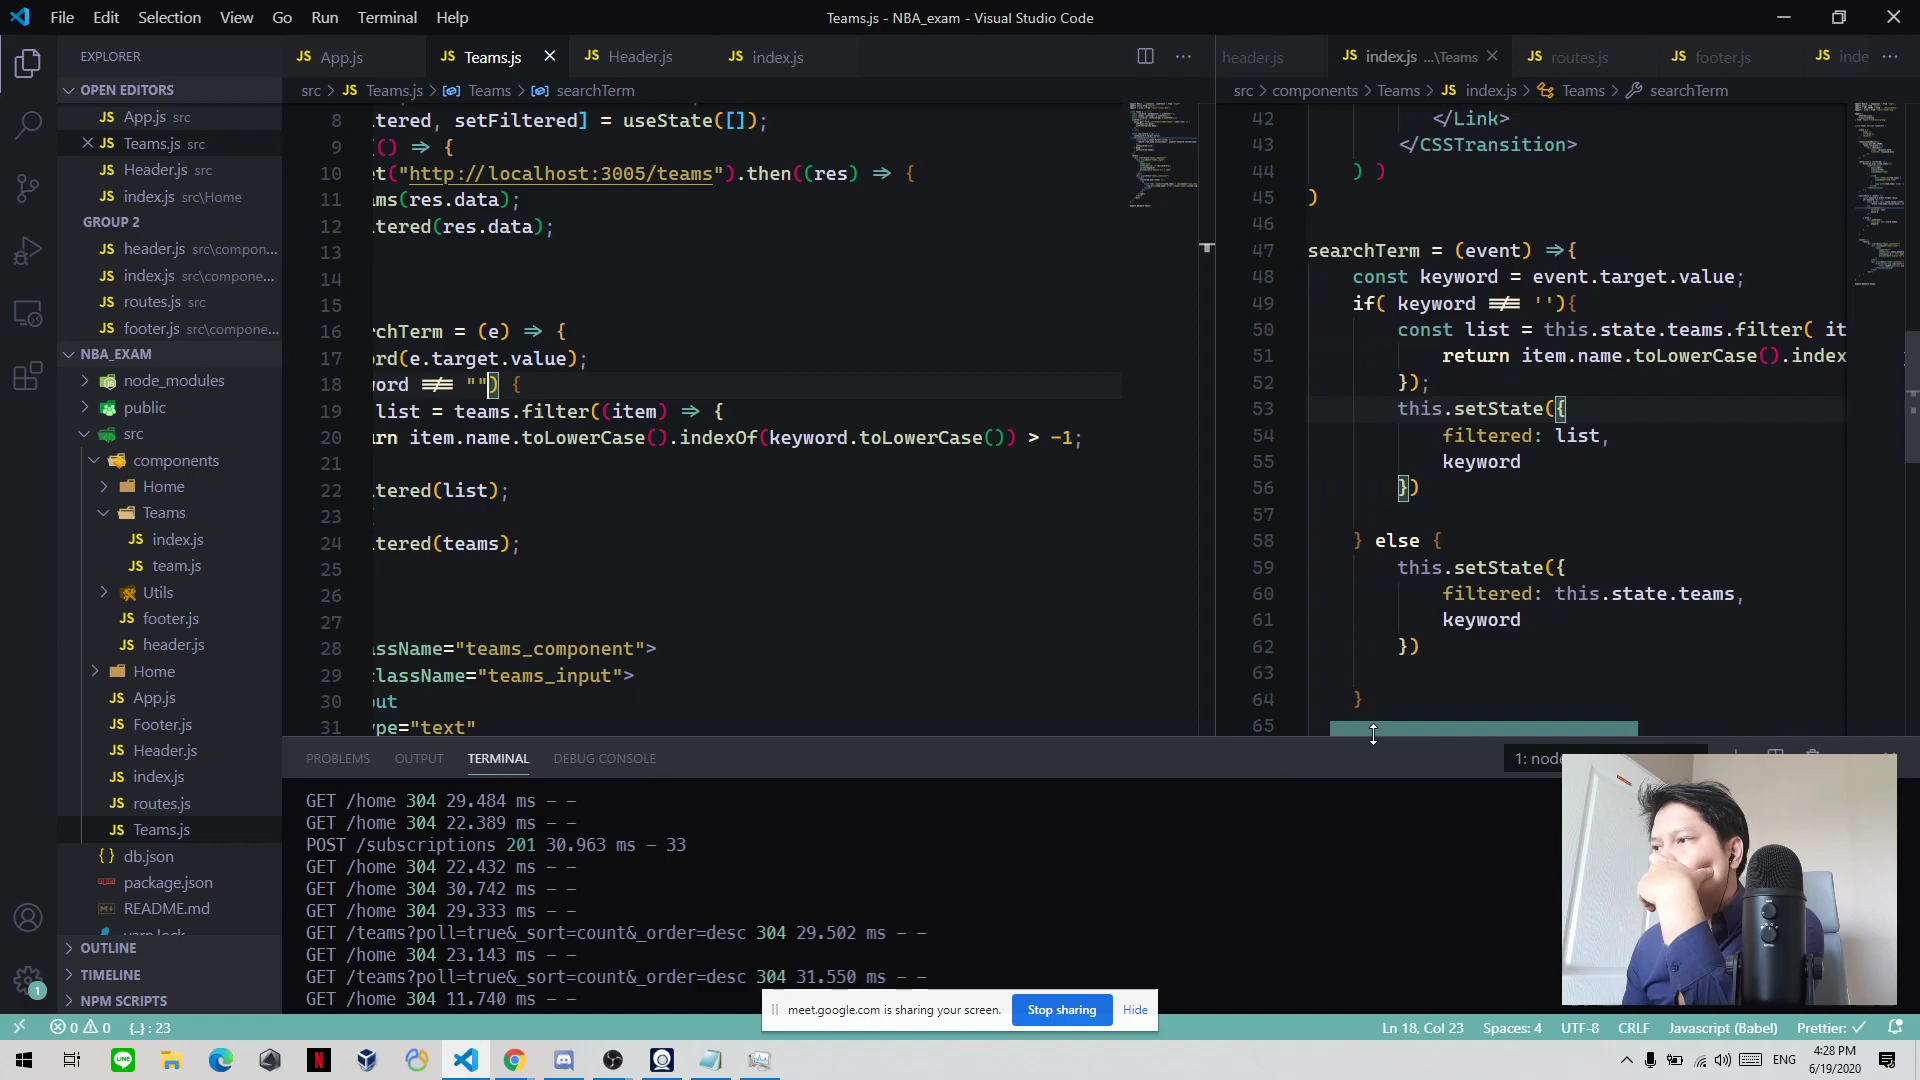 File Edit Selection View Go Run Terminal Help
Teams.js - NBA_exam - Visual Studio Code
EXPLORER
OPEN EDITORS
App.js src
Teams.js src
Header.js src
index.js src\Home
GROUP 2
header.js src\compon...
index.js src\compone...
routes.js src
footer.js src\compone...
NBA_EXAM
node_modules
public
src
components
Home
Teams
JS index.js
JS team.js
Utils
JS footer.js
JS header.js
Home
JS App.js
JS Footer.js
JS Header.js
JS index.js
JS routes.js
JS Teams.js
{ } db.json
package.json
README.md
yarn.lock
OUTLINE
TIMELINE
NPM SCRIPTS
JS App.js JS Teams.js JS Header.js JS index.js
src > JS Teams.js > Teams > searchTerm
8 ltered, setFiltered] = useState([]);
9 (() => {
10 et("http://localhost:3005/teams").then((res) => {
11 ams(res.data);
12 ltered(res.data);
13
14
15
16 rchTerm = (e) => {
17 ord(e.target.value);
18 word !== "") {
19 list = teams.filter((item) => {
20 urn item.name.toLowerCase().indexOf(keyword.toLowerCase()) > -1;
21
22 ltered(list);
23
24 ltered(teams);
25
26
27
28 assName="teams_component">
29 className="teams_input">
30 put
31 ype="text"
header.js JS index.js ...\Teams JS routes.js JS footer.js JS inde
src > components > Teams > JS index.js > Teams > searchTerm
42 </Link>
43 </CSSTransition>
44 ) )
45 )
46
47 searchTerm = (event) =>{
48 const keyword = event.target.value;
49 if( keyword !== ''){
50 const list = this.state.teams.filter( it
51 return item.name.toLowerCase().index
52 });
53 this.setState({
54 filtered: list,
55 keyword
56 })
57
58 } else {
59 this.setState({
60 filtered: this.state.teams,
61 keyword
62 })
63
64 }
65
PROBLEMS OUTPUT TERMINAL DEBUG CONSOLE
1: node
GET /home 304 29.484 ms - -
GET /home 304 22.389 ms - -
POST /subscriptions 201 30.963 ms - 33
GET /home 304 22.432 ms - -
GET /home 304 30.742 ms - -
GET /home 304 29.333 ms - -
GET /teams?poll=true&_sort=count&_order=desc 304 29.502 ms - -
GET /home 304 23.143 ms - -
GET /teams?poll=true&_sort=count&_order=desc 304 31.550 ms - -
GET /home 304 11.740 ms - -
meet.google.com is sharing your screen. Stop sharing Hide
0 0 {..} : 23
Ln 18, Col 23 Spaces: 4 UTF-8 CRLF Javascript (Babel) Prettier: ✓
1
LINE
N
ENG
4:28 PM
6/19/2020